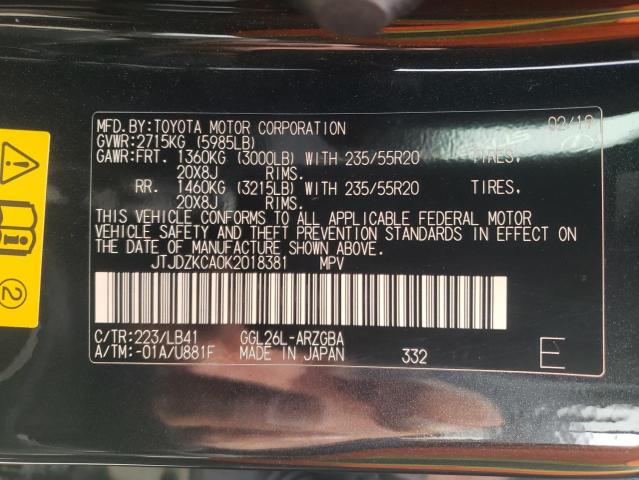 MFD.BY:TOYOTA MOTOR CORPORATION 02/19
GVWR:2715KG (5985LB)
GAWR:FRT. 1360KG (3000LB) WITH 235/55R20 TIRES.
20X8J RIMS.
RR. 1460KG (3215LB) WITH 235/55R20 TIRES.
20X8J RIMS.
THIS VEHICLE CONFORMS TO ALL APPLICABLE FEDERAL MOTOR
VEHICLE SAFETY AND THEFT PREVENTION STANDARDS IN EFFECT ON
THE DATE OF MANUFACTURE SHOWN ABOVE.
JTJDZKCA0K2018381 MPV
C/TR:223/LB41 GGL26L-ARZGBA
A/TM:-01A/U881F MADE IN JAPAN 332 E
2